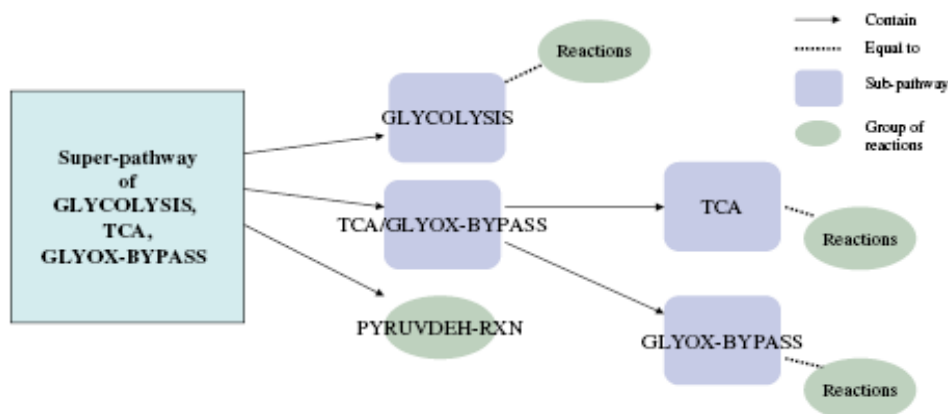 Super-pathway
of
GLYCOLYSIS,
TCA,
GLYOX-BYPASS
GLYCOLYSIS
Reactions
TCA/GLYOX-BYPASS
PYRUVDEH-RXN
TCA
Reactions
GLYOX-BYPASS
Reactions
Contain
Equal to
Sub-pathway
Group of
reactions